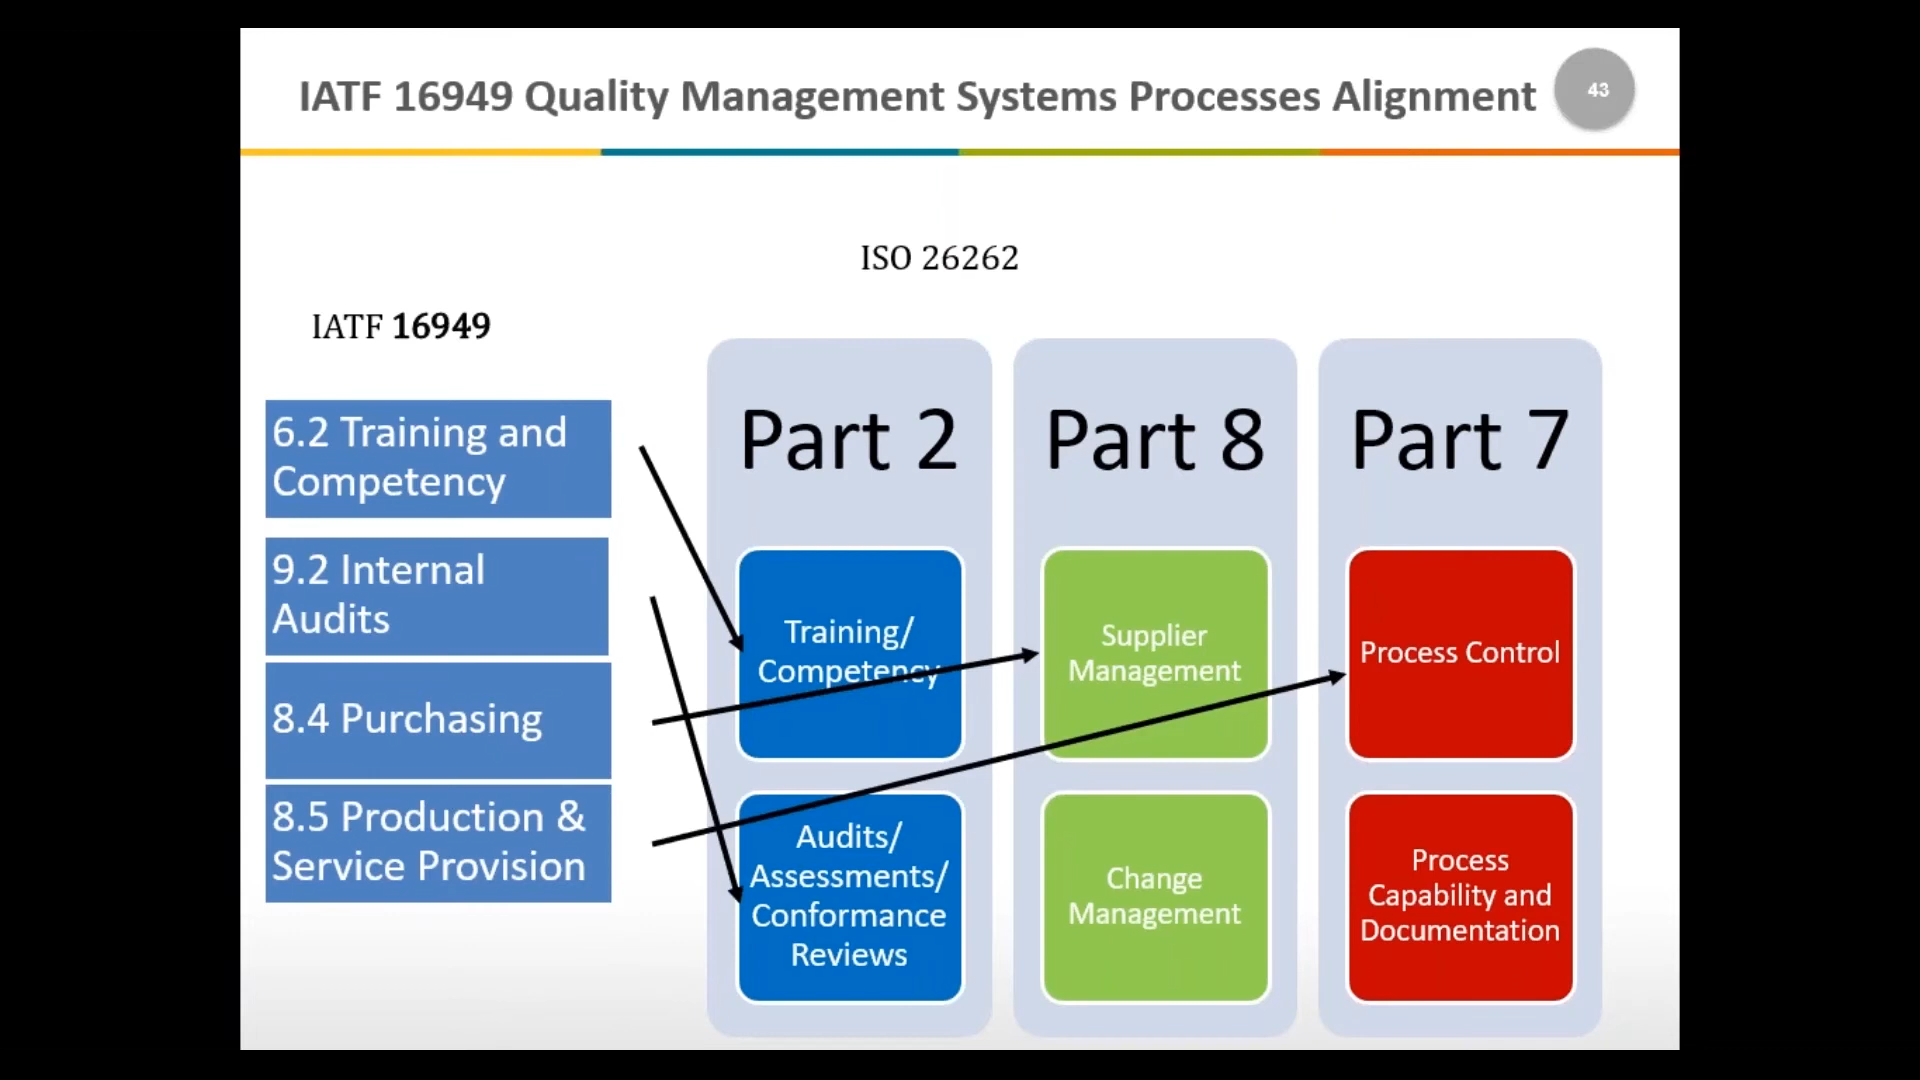 IATF 16949 Quality Management Systems Processes Alignment
43
ISO 26262
IATF 16949
6.2 Training and
Competency
9.2 Internal
Audits
8.4 Purchasing
8.5 Production &
Service Provision
Part 2
Training/
Competency
Audits/
Assessments/
Conformance
Reviews
Part 8
Supplier
Management
Change
Management
Part 7
Process Control
Process
Capability and
Documentation